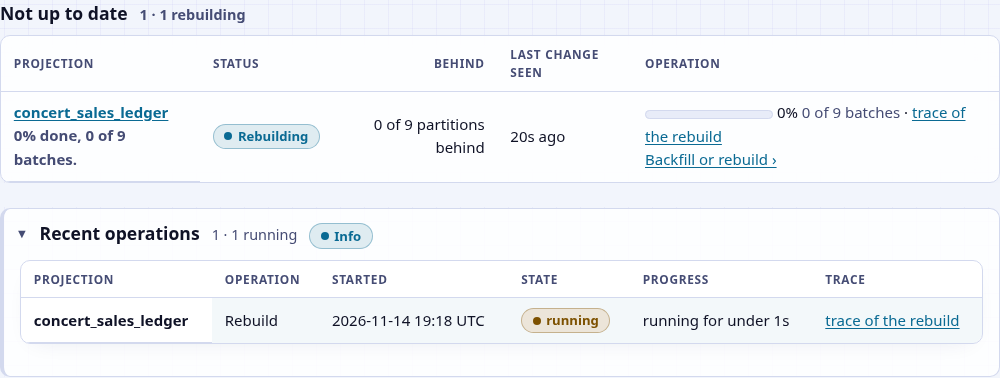 Not up to date 1 · 1 rebuilding
PROJECTION STATUS BEHIND LAST CHANGE SEEN OPERATION
concert_sales_ledger
0% done, 0 of 9 batches.
Rebuilding
0 of 9 partitions behind
20s ago
0% 0 of 9 batches · trace of the rebuild
Backfill or rebuild ›
▼ Recent operations 1 · 1 running Info
PROJECTION OPERATION STARTED STATE PROGRESS TRACE
concert_sales_ledger Rebuild 2026-11-14 19:18 UTC running running for under 1s trace of the rebuild